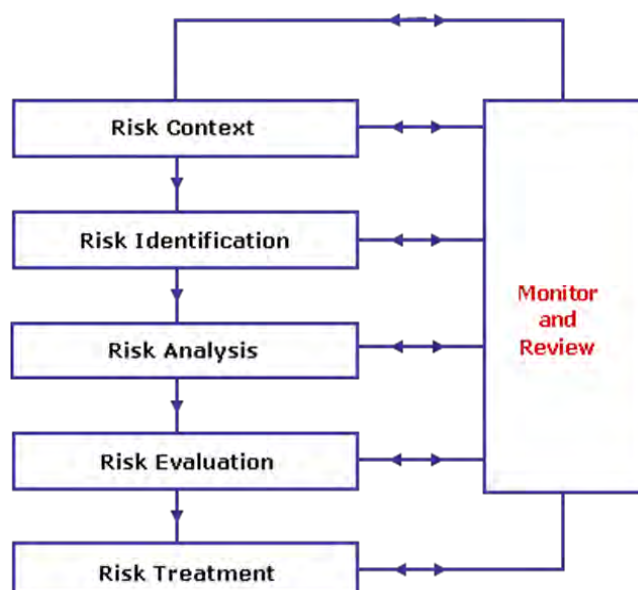 Risk Context
Risk Identification
Risk Analysis
Risk Evaluation
Risk Treatment
Monitor
and
Review